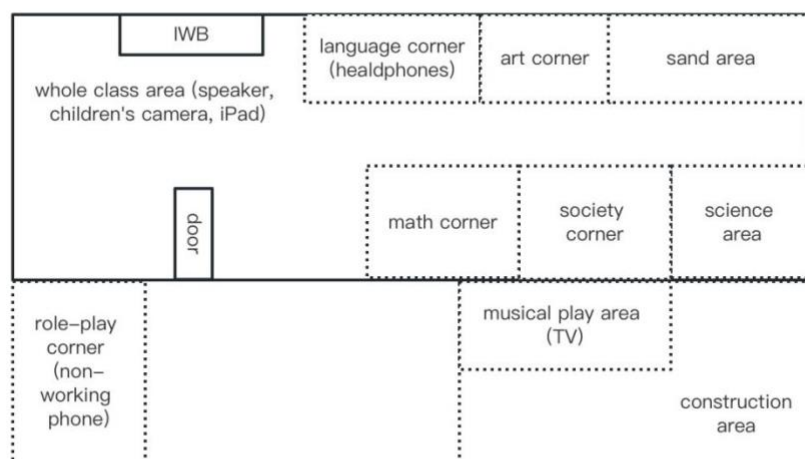 IWB
whole class area (speaker,
children's camera, iPad)
language corner
(healdphones)
art corner
sand area
door
math corner
society
corner
science
area
role-play
corner
(non-
working
phone)
musical play area
(TV)
construction
area